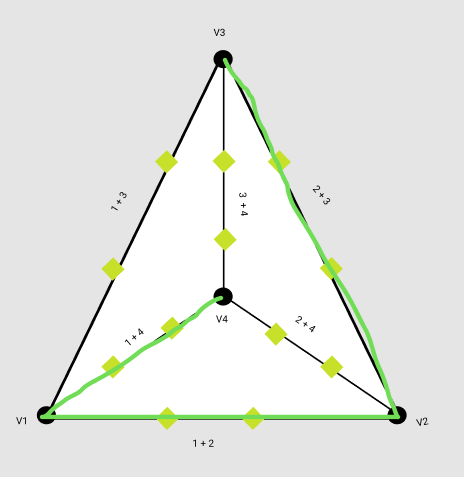 V3
1 + 3
3 + 4
2 + 3
V4
1 + 4
2 + 4
V1
V2
1 + 2